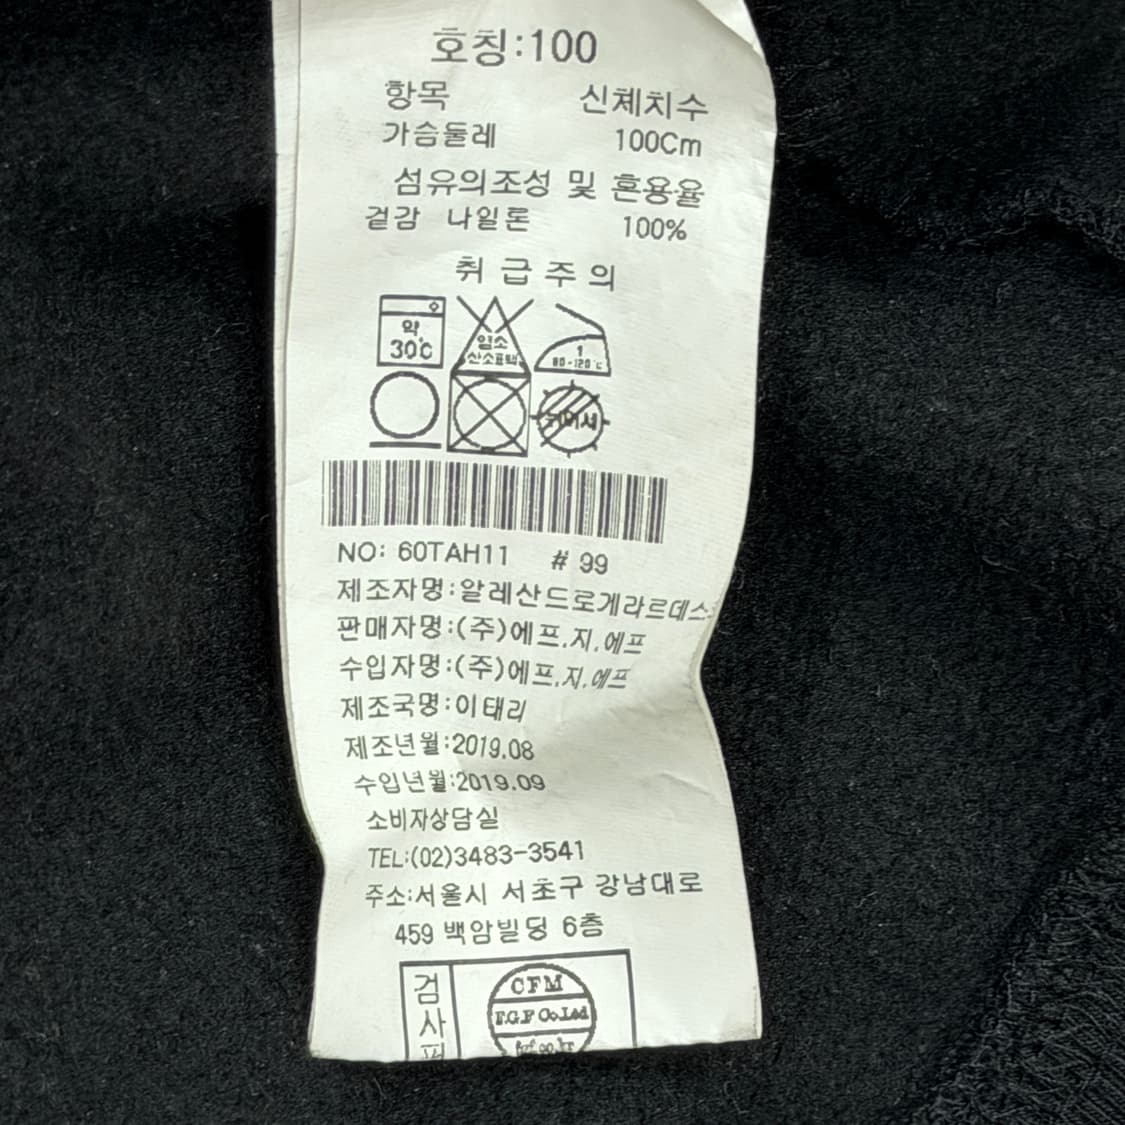 호칭:100
항목 신체치수
가슴둘레 100Cm
섬유의조성 및 혼용율
겉감 나일론 100%
취급주의
약 염소
30℃ 산소표백 1
80-120℃
뉘어서
NO: 60TAH11 # 99
제조자명:알레산드로게라르데스
판매자명:(주)에프.지.에프
수입자명:(주)에프.지.에프
제조국명:이태리
제조년월:2019.08
수입년월:2019.09
소비자상담실
TEL:(02)3483-3541
주소:서울시 서초구 강남대로
459 백암빌딩 6층
검사 CFM
F.G.F Co.Ltd